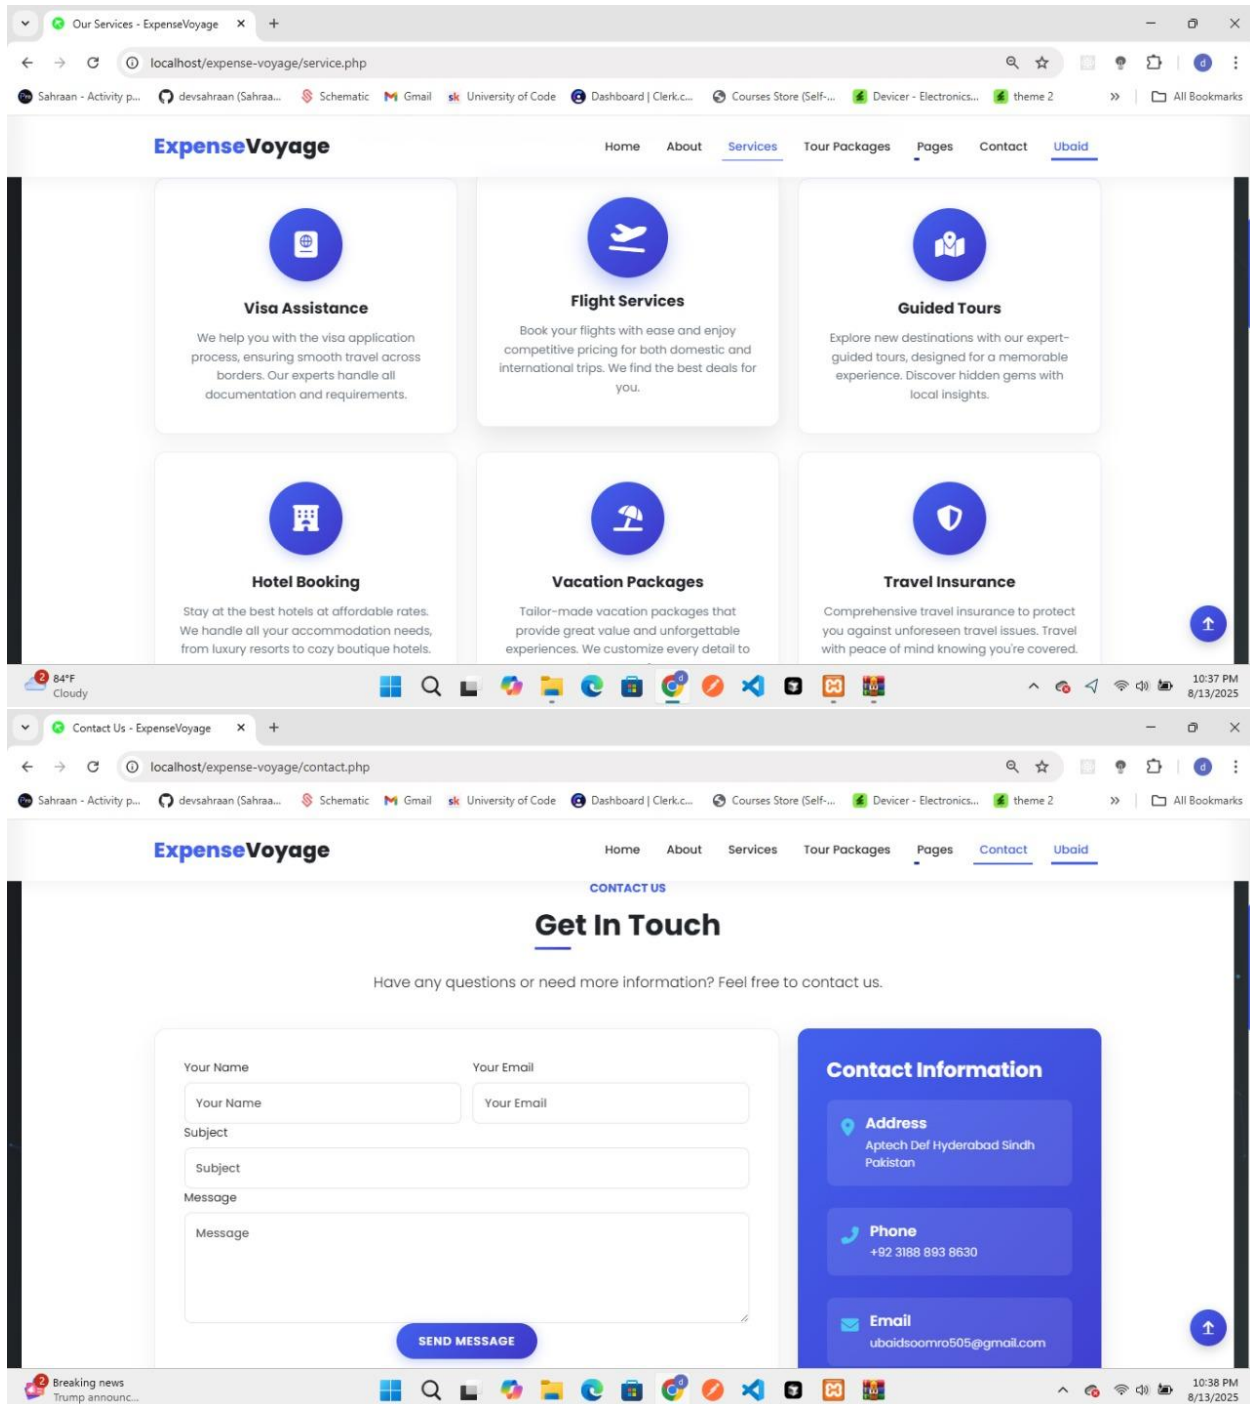 Our Services - ExpenseVoyage
localhost/expense-voyage/service.php
Sahraan - Activity p... devsahraan (Sahraa... Schematic Gmail sk University of Code Dashboard | Clerk.c... Courses Store (Self-... Devicer - Electronics... theme 2 » All Bookmarks
ExpenseVoyage Home About Services Tour Packages Pages Contact Ubaid
Visa Assistance
We help you with the visa application
process, ensuring smooth travel across
borders. Our experts handle all
documentation and requirements.
Flight Services
Book your flights with ease and enjoy
competitive pricing for both domestic and
international trips. We find the best deals for
you.
Guided Tours
Explore new destinations with our expert-
guided tours, designed for a memorable
experience. Discover hidden gems with
local insights.
Hotel Booking
Stay at the best hotels at affordable rates.
We handle all your accommodation needs,
from luxury resorts to cozy boutique hotels.
Vacation Packages
Tailor-made vacation packages that
provide great value and unforgettable
experiences. We customize every detail to
Travel Insurance
Comprehensive travel insurance to protect
you against unforeseen travel issues. Travel
with peace of mind knowing you're covered.
2 84°F
Cloudy
10:37 PM
8/13/2025
Contact Us - ExpenseVoyage
localhost/expense-voyage/contact.php
Sahraan - Activity p... devsahraan (Sahraa... Schematic Gmail sk University of Code Dashboard | Clerk.c... Courses Store (Self-... Devicer - Electronics... theme 2 » All Bookmarks
ExpenseVoyage Home About Services Tour Packages Pages Contact Ubaid
CONTACT US
Get In Touch
Have any questions or need more information? Feel free to contact us.
Your Name Your Email
Your Name Your Email
Subject
Subject
Message
Message
SEND MESSAGE
Contact Information
Address
Aptech Def Hyderabad Sindh
Pakistan
Phone
+92 3188 893 8630
Email
ubaidsoomro505@gmail.com
2 Breaking news
Trump announc...
10:38 PM
8/13/2025